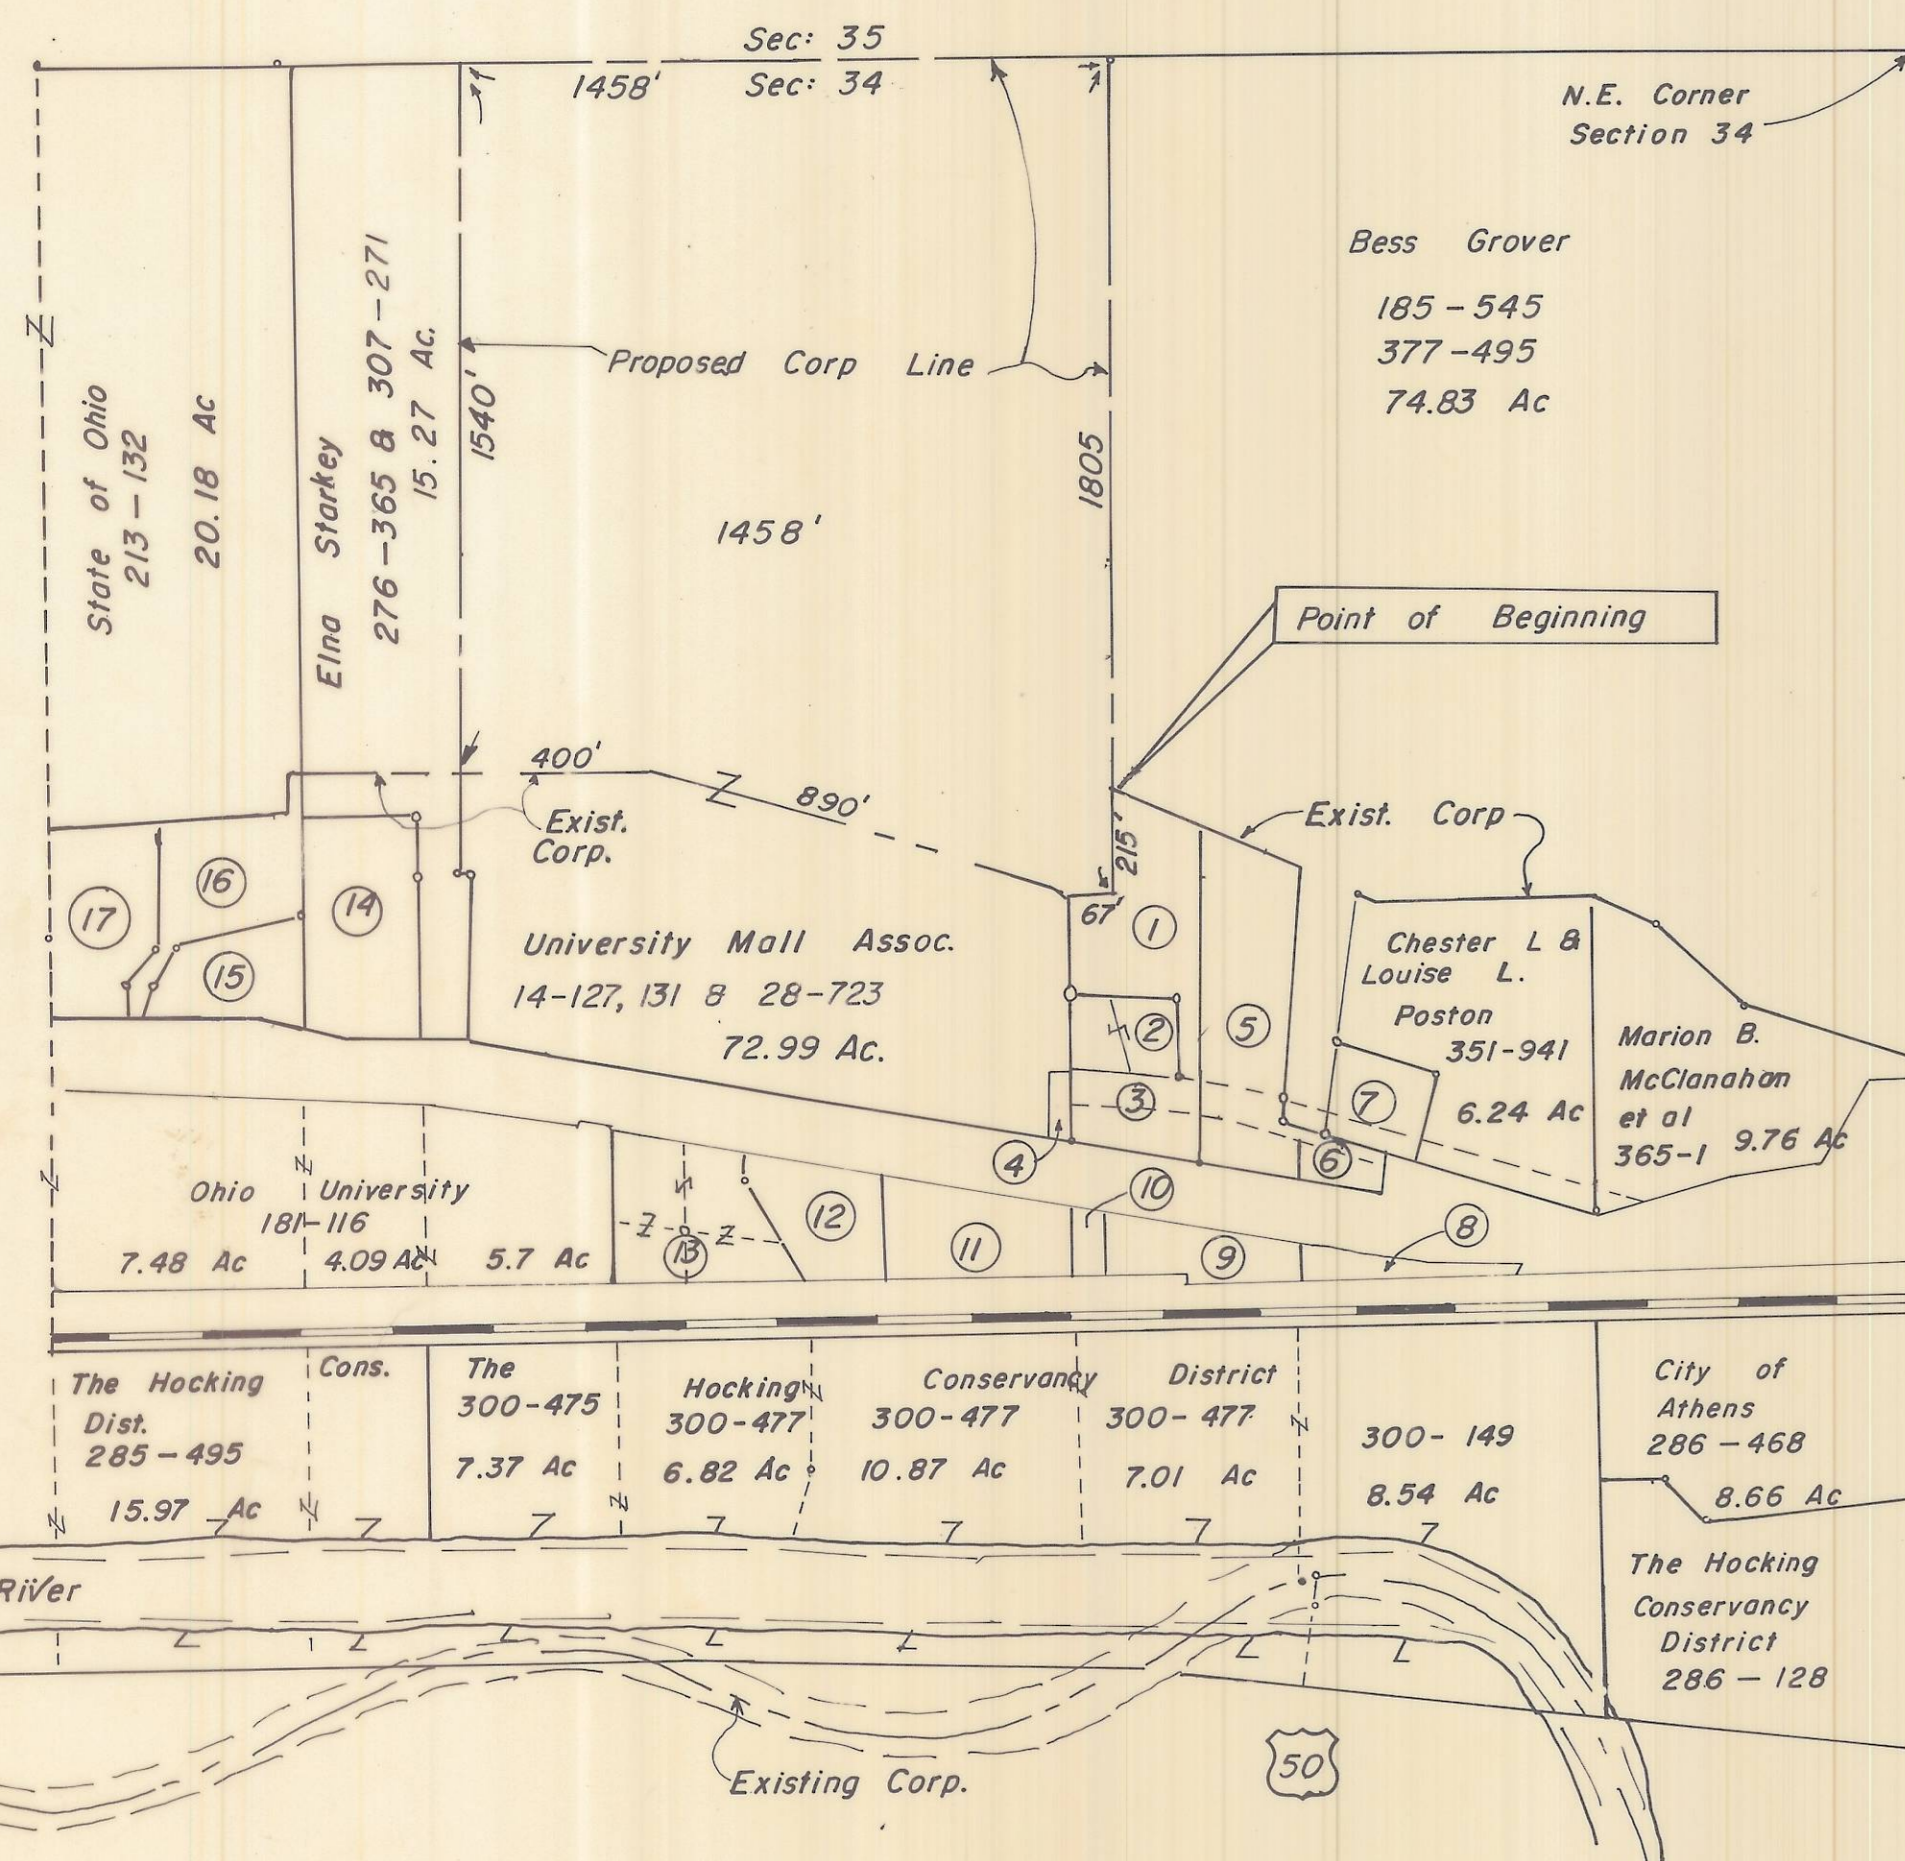 Sec: 35
1458' Sec: 34
N.E. Corner
Section 34
Bess Grover
185-545
377-495
74.83 Ac
State of Ohio
213-132
20.18 Ac
Elna Starkey
276-365 & 307-271
15.27 Ac.
1540'
Proposed Corp Line
1805
1458'
Point of Beginning
400'
890'
Exist.
Corp.
215'
67'
Exist. Corp
17
16
15
14
University Mall Assoc.
14-127, 131 & 28-723
72.99 Ac.
1
2
3
4
5
6
7
Chester L &
Louise L.
Poston
351-941
6.24 Ac
Marion B.
McClanahan
et al
365-1 9.76 Ac
Ohio University
181-116
7.48 Ac 4.09 Ac 5.7 Ac
13
12
11
10
9
8
The Hocking Cons.
Dist.
285-495
15.97 Ac
The Hocking Conservancy District
300-475
7.37 Ac
300-477
6.82 Ac
300-477
10.87 Ac
300-477
7.01 Ac
300-149
8.54 Ac
City of
Athens
286-468
8.66 Ac
The Hocking
Conservancy
District
286-128
River
Existing Corp.
50